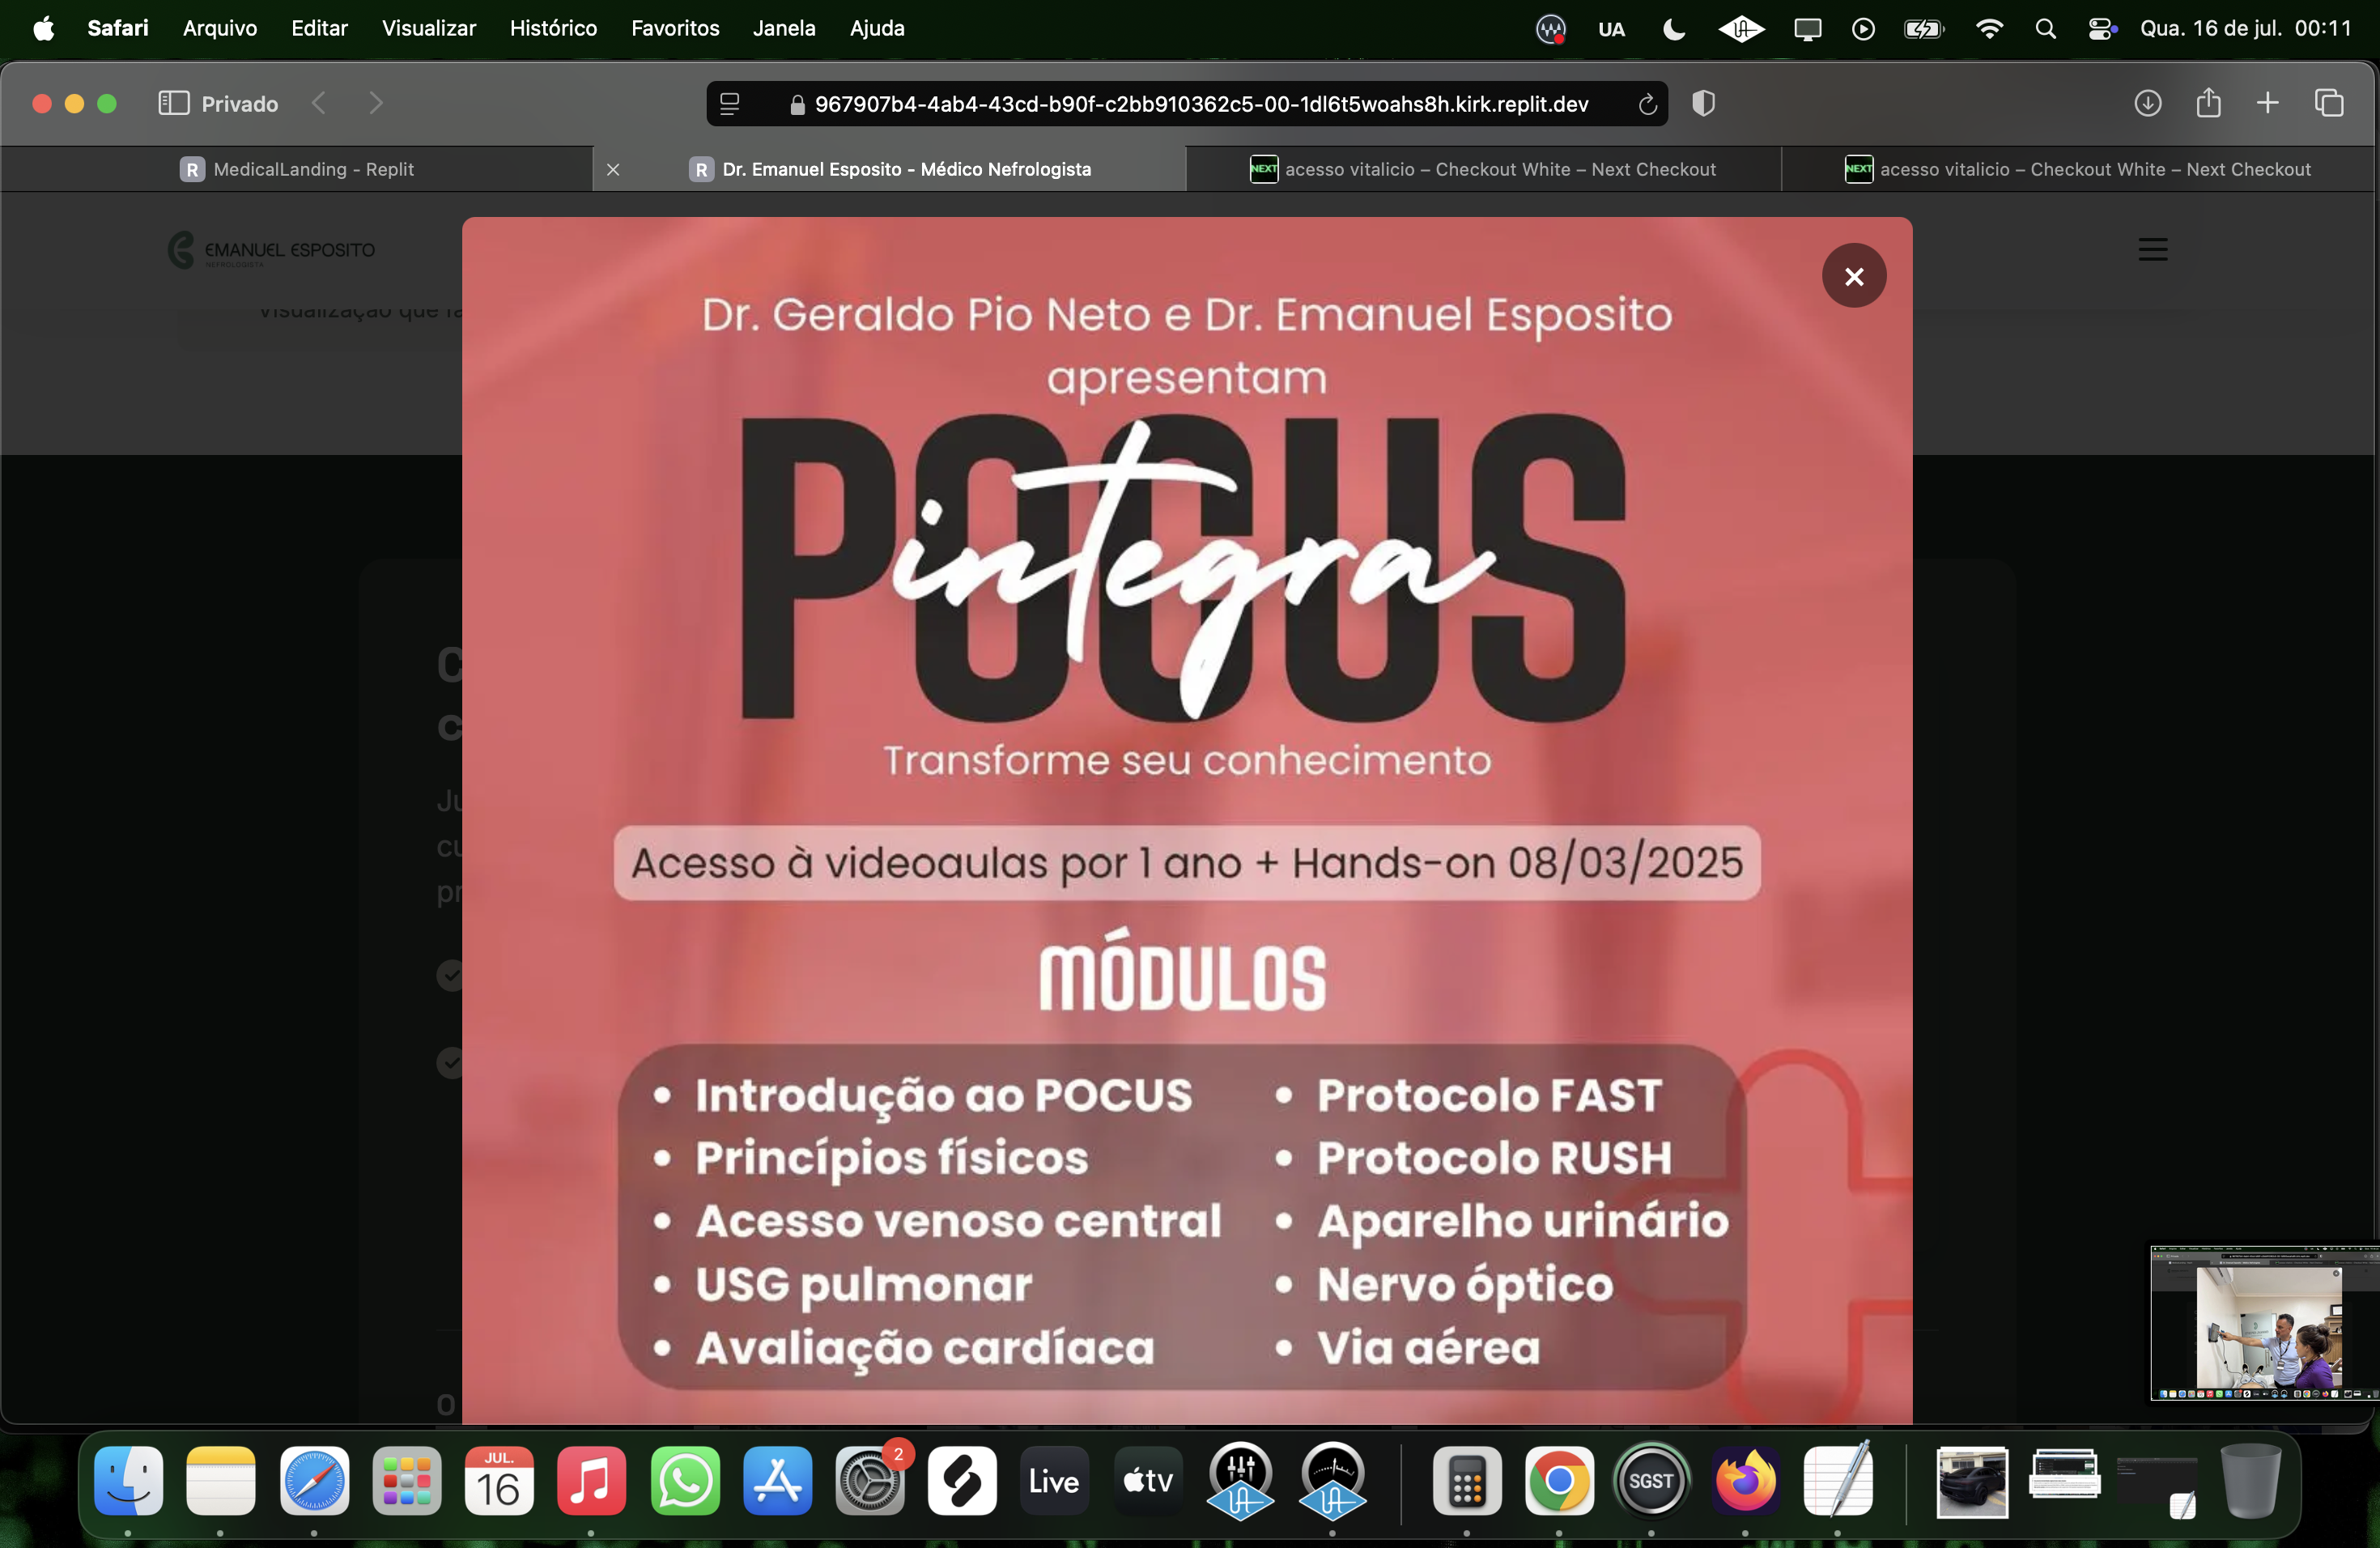 Safari Arquivo Editar Visualizar Histórico Favoritos Janela Ajuda UA Qua. 16 de jul. 00:11
Privado 967907b4-4ab4-43cd-b90f-c2bb910362c5-00-1dl6t5woahs8h.kirk.replit.dev
R MedicalLanding - Replit R Dr. Emanuel Esposito - Médico Nefrologista NEXT acesso vitalicio – Checkout White – Next Checkout NEXT acesso vitalicio – Checkout White – Next Checkout
EMANUEL ESPOSITO
NEFROLOGISTA
Visualização que
Dr. Geraldo Pio Neto e Dr. Emanuel Esposito
apresentam
POCUS
integra
Transforme seu conhecimento
Acesso à videoaulas por 1 ano + Hands-on 08/03/2025
MÓDULOS
• Introdução ao POCUS
• Princípios físicos
• Acesso venoso central
• USG pulmonar
• Avaliação cardíaca
• Protocolo FAST
• Protocolo RUSH
• Aparelho urinário
• Nervo óptico
• Via aérea
JUL.
16
2
Live
tv
SGST